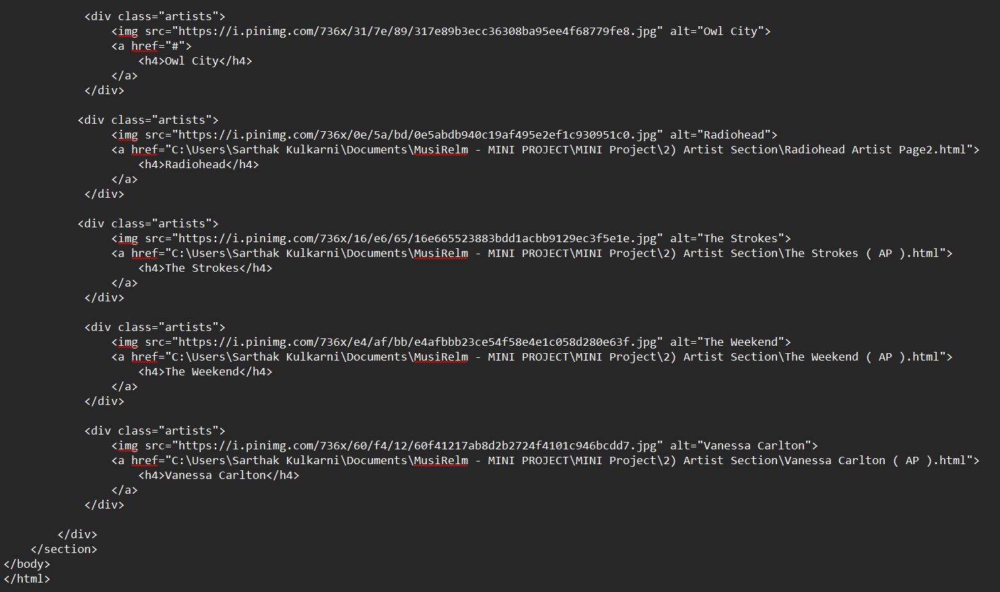 <div class="artists">
<img src="https://i.pinimg.com/736x/31/7e/89/317e89b3ecc36308ba95ee4f68779fe8.jpg" alt="Owl City">
<a href="#">
<h4>Owl City</h4>
</a>
</div>
<div class="artists">
<img src="https://i.pinimg.com/736x/0e/5a/bd/0e5abdb940c19af495e2ef1c930951c0.jpg" alt="Radiohead">
<a href="C:\Users\Sarthak Kulkarni\Documents\MusiRelm - MINI PROJECT\MINI Project\2) Artist Section\Radiohead Artist Page2.html">
<h4>Radiohead</h4>
</a>
</div>
<div class="artists">
<img src="https://i.pinimg.com/736x/16/e6/65/16e665523883bdd1acbb9129ec3f5e1e.jpg" alt="The Strokes">
<a href="C:\Users\Sarthak Kulkarni\Documents\MusiRelm - MINI PROJECT\MINI Project\2) Artist Section\The Strokes ( AP ).html">
<h4>The Strokes</h4>
</a>
</div>
<div class="artists">
<img src="https://i.pinimg.com/736x/e4/af/bb/e4afbbb23ce54f58e4e1c058d280e63f.jpg" alt="The Weekend">
<a href="C:\Users\Sarthak Kulkarni\Documents\MusiRelm - MINI PROJECT\MINI Project\2) Artist Section\The Weekend ( AP ).html">
<h4>The Weekend</h4>
</a>
</div>
<div class="artists">
<img src="https://i.pinimg.com/736x/60/f4/12/60f41217ab8d2b2724f4101c946bcdd7.jpg" alt="Vanessa Carlton">
<a href="C:\Users\Sarthak Kulkarni\Documents\MusiRelm - MINI PROJECT\MINI Project\2) Artist Section\Vanessa Carlton ( AP ).html">
<h4>Vanessa Carlton</h4>
</a>
</div>
</div>
</section>
</body>
</html>